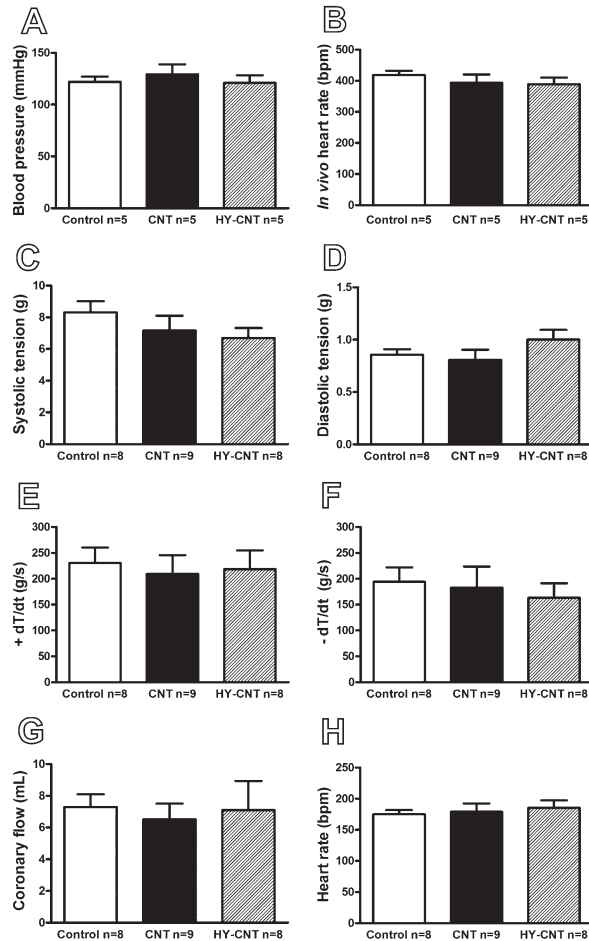 A
Blood pressure (mmHg)
150
100
50
0
Control n=5 CNT n=5 HY-CNT n=5
B
In vivo heart rate (bpm)
500
400
300
200
100
0
Control n=5 CNT n=5 HY-CNT n=5
C
Systolic tension (g)
10
8
6
4
2
0
Control n=8 CNT n=9 HY-CNT n=8
D
Diastolic tension (g)
1.5
1.0
0.5
0.0
Control n=8 CNT n=9 HY-CNT n=8
E
+ dT/dt (g/s)
300
250
200
150
100
50
0
Control n=8 CNT n=9 HY-CNT n=8
F
- dT/dt (g/s)
300
250
200
150
100
50
0
Control n=8 CNT n=9 HY-CNT n=8
G
Coronary flow (mL)
10
8
6
4
2
0
Control n=8 CNT n=9 HY-CNT n=8
H
Heart rate (bpm)
250
200
150
100
50
0
Control n=8 CNT n=9 HY-CNT n=8